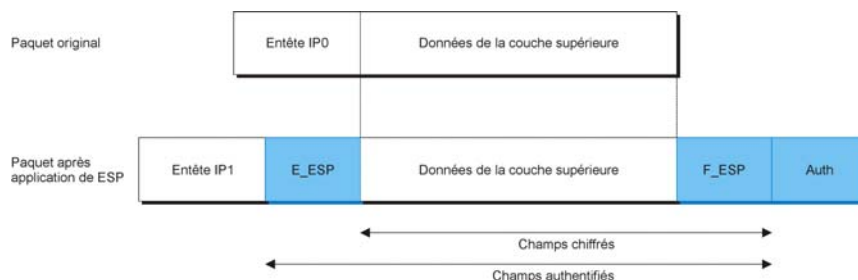 Paquet original
Entête IP0
Données de la couche supérieure
Paquet après
application de ESP
Entête IP1
E_ESP
Données de la couche supérieure
F_ESP
Auth
Champs chiffrés
Champs authentifiés